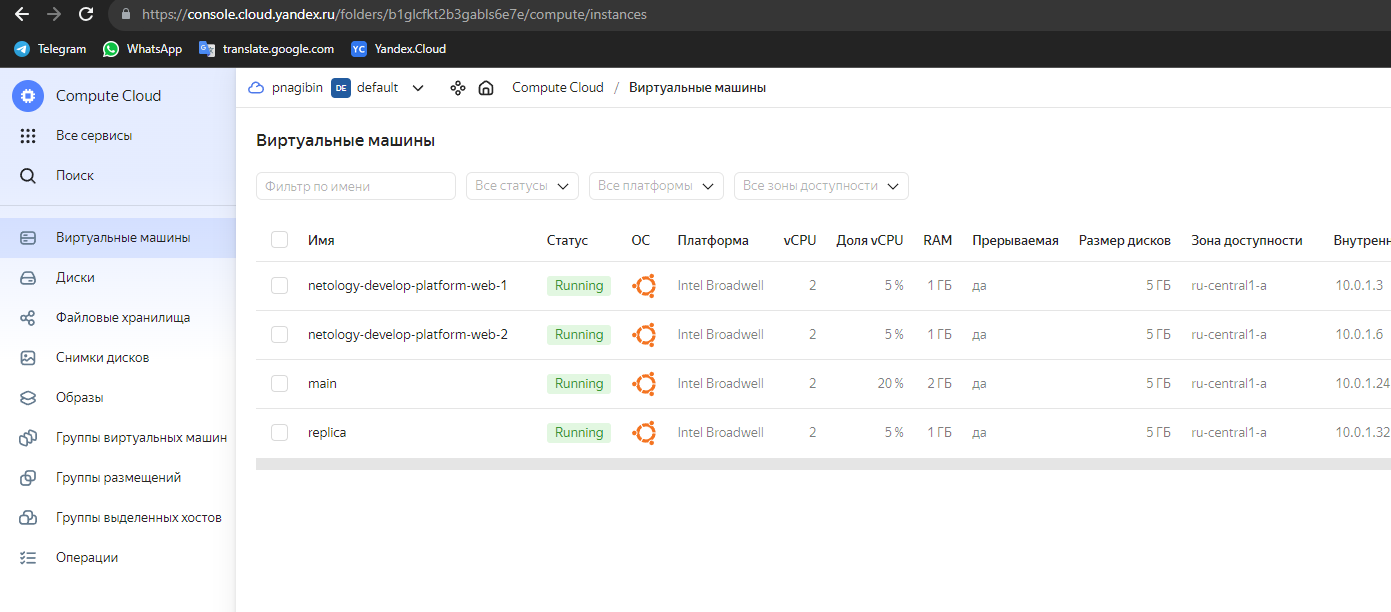 https://console.cloud.yandex.ru/folders/b1glcfkt2b3gabls6e7e/compute/instances
Telegram WhatsApp translate.google.com YC Yandex.Cloud
Compute Cloud
Все сервисы
Поиск
Виртуальные машины
Диски
Файловые хранилища
Снимки дисков
Образы
Группы виртуальных машин
Группы размещений
Группы выделенных хостов
Операции
pnagibin DE default Compute Cloud / Виртуальные машины
Виртуальные машины
Фильтр по имени Все статусы Все платформы Все зоны доступности
Имя Статус ОС Платформа vCPU Доля vCPU RAM Прерываемая Размер дисков Зона доступности Внутренн
netology-develop-platform-web-1 Running Intel Broadwell 2 5 % 1 ГБ да 5 ГБ ru-central1-a 10.0.1.3
netology-develop-platform-web-2 Running Intel Broadwell 2 5 % 1 ГБ да 5 ГБ ru-central1-a 10.0.1.6
main Running Intel Broadwell 2 20 % 2 ГБ да 5 ГБ ru-central1-a 10.0.1.24
replica Running Intel Broadwell 2 5 % 1 ГБ да 5 ГБ ru-central1-a 10.0.1.32